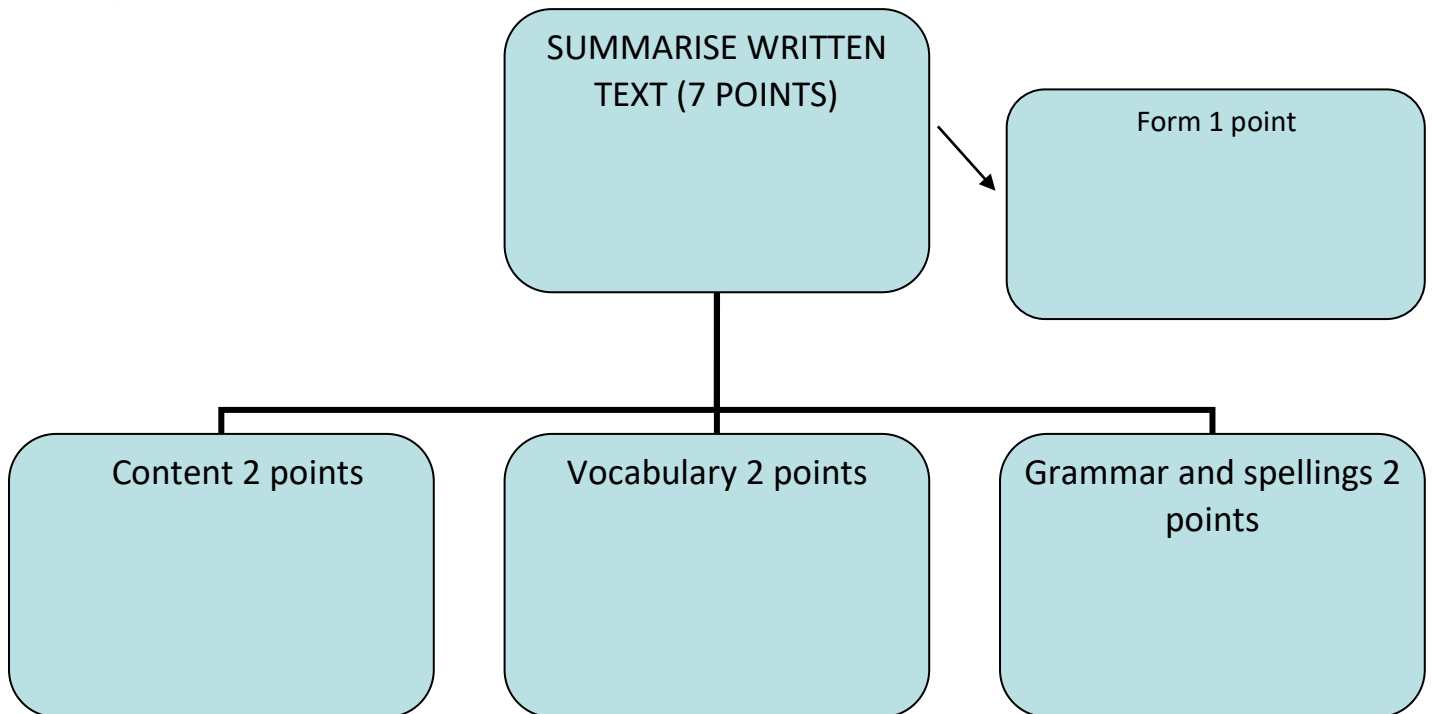 SUMMARISE WRITTEN
TEXT (7 POINTS)
Form 1 point
Content 2 points
Vocabulary 2 points
Grammar and spellings 2
points